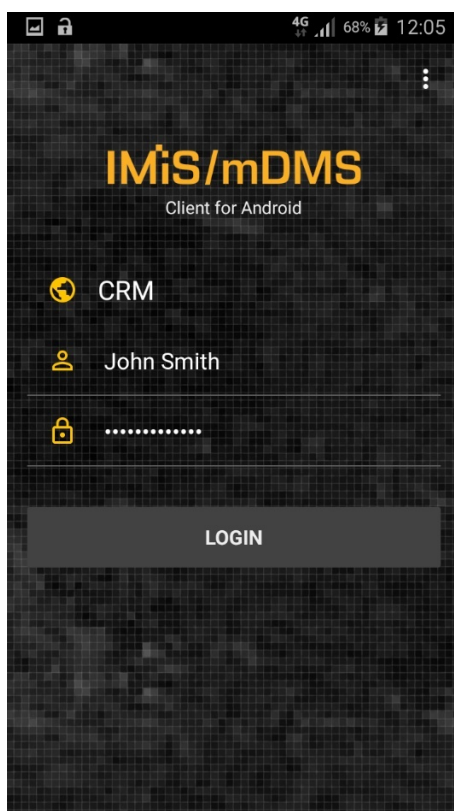 4G 68% 12:05
IMiS/mDMS
Client for Android
CRM
John Smith
•••••••••••••
LOGIN